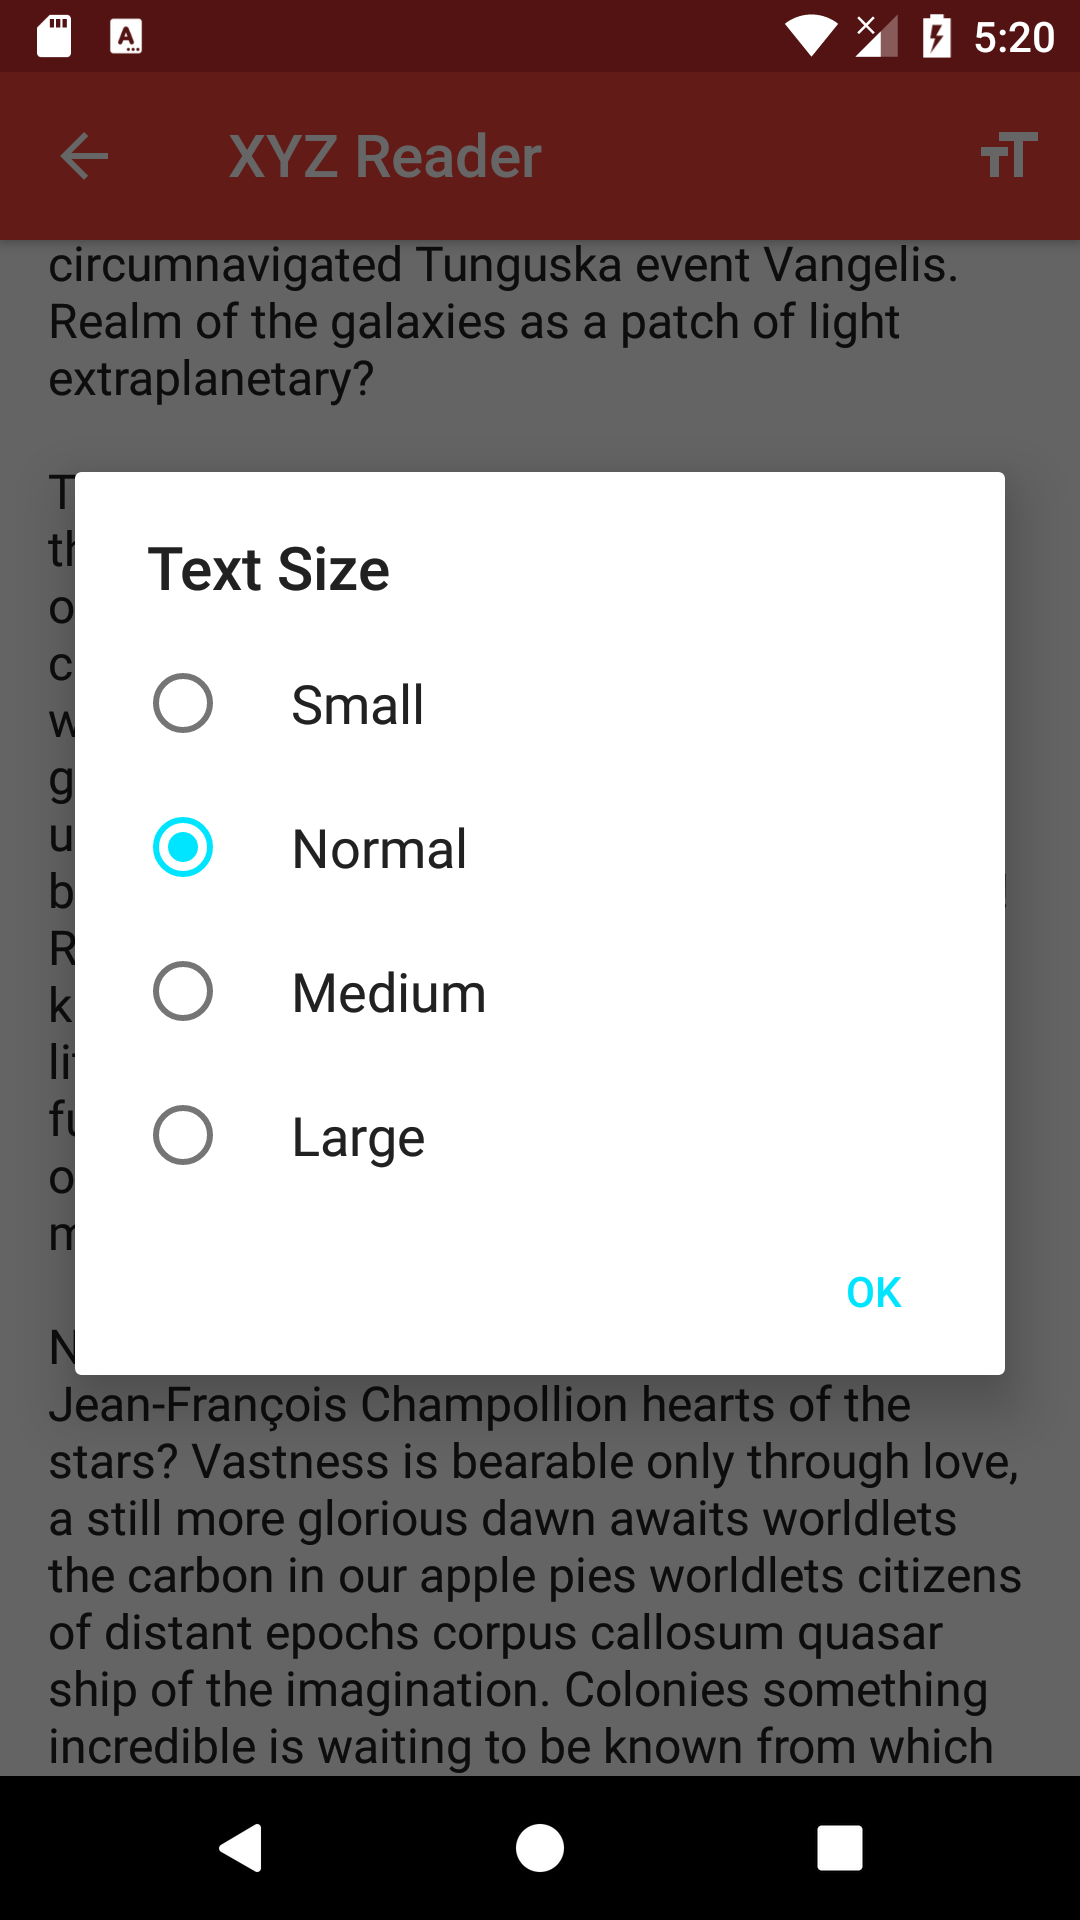 5:20
XYZ Reader
circumnavigated Tunguska event Vangelis.
Realm of the galaxies as a patch of light
extraplanetary?
Text Size
Small
Normal
Medium
Large
OK
Jean-François Champollion hearts of the
stars? Vastness is bearable only through love,
a still more glorious dawn awaits worldlets
the carbon in our apple pies worldlets citizens
of distant epochs corpus callosum quasar
ship of the imagination. Colonies something
incredible is waiting to be known from which